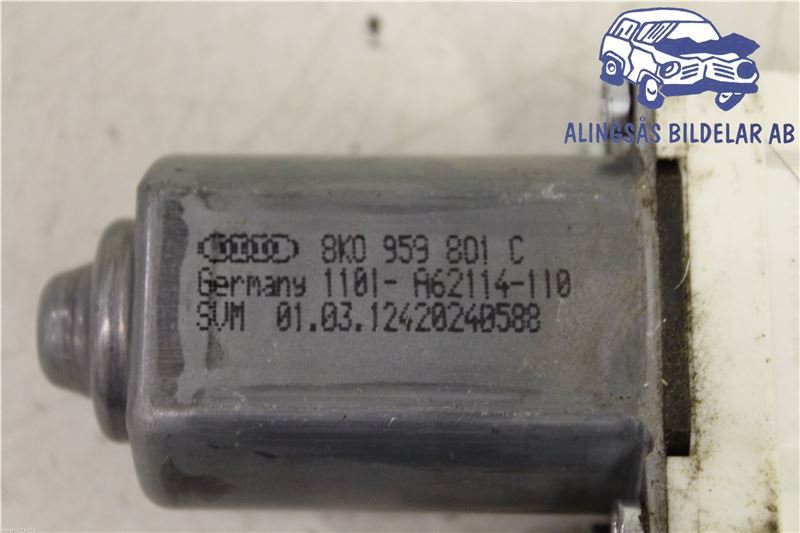 ALINGSÅS BILDELAR AB
8K0 959 801 C
Germany 1101- A62114-110
SVM 01.03.12420240588